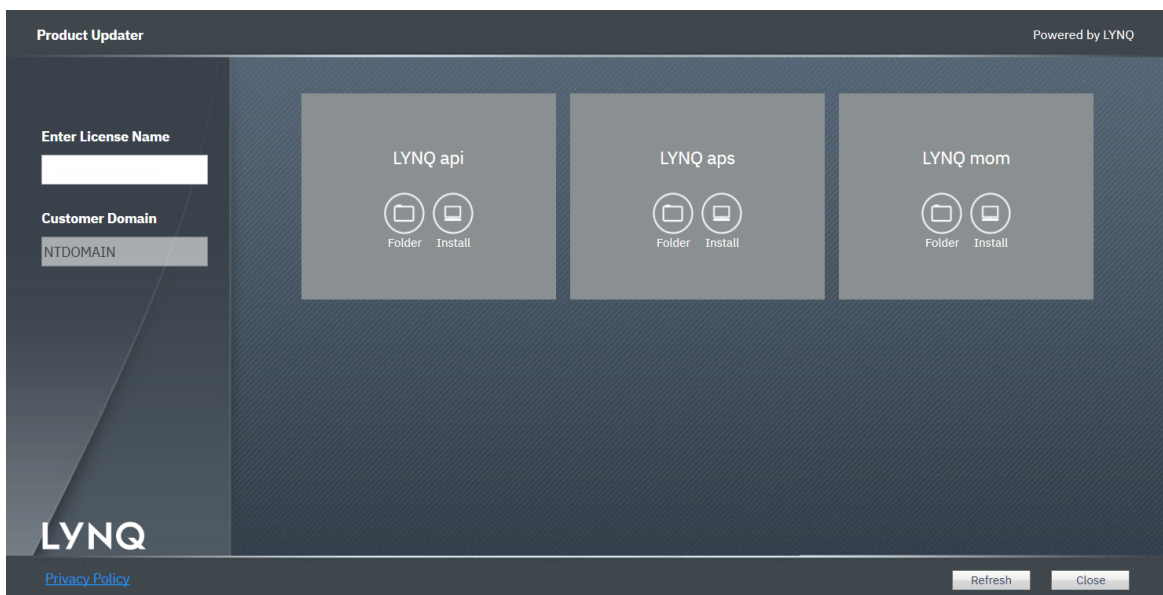 Product Updater
Powered by LYNQ
Enter License Name
Customer Domain
NTDOMAIN
LYNQ api
Folder Install
LYNQ aps
Folder Install
LYNQ mom
Folder Install
LYNQ
Privacy Policy
Refresh
Close